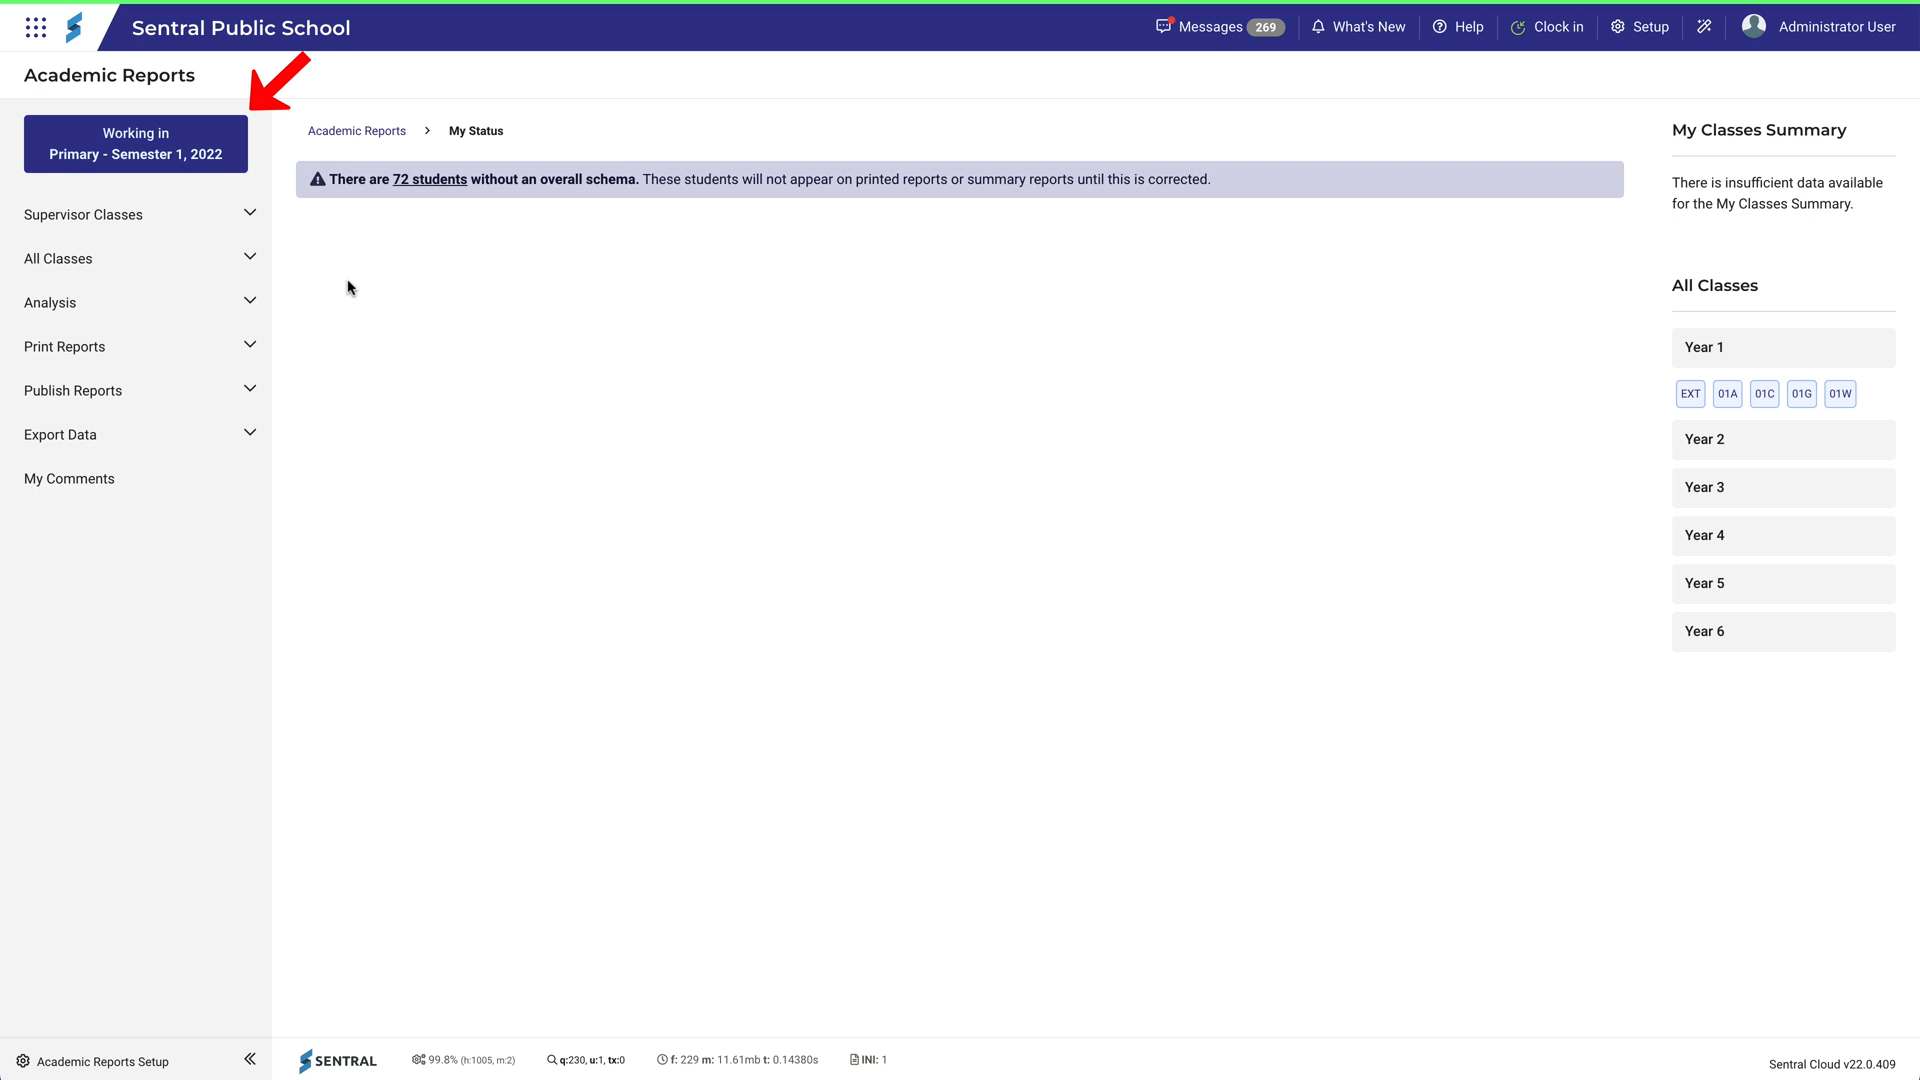 Sentral Public School
Messages 269
What's New
Help
Clock in
Setup
Administrator User
Academic Reports
Working in
Primary - Semester 1, 2022
Supervisor Classes
All Classes
Analysis
Print Reports
Publish Reports
Export Data
My Comments
Academic Reports Setup
Academic Reports > My Status
There are 72 students without an overall schema. These students will not appear on printed reports or summary reports until this is corrected.
My Classes Summary
There is insufficient data available
for the My Classes Summary.
All Classes
Year 1
EXT 01A 01C 01G 01W
Year 2
Year 3
Year 4
Year 5
Year 6
SENTRAL
99.8% (h:1005, m:2)
q:230, u:1, tx:0
f: 229 m: 11.61mb t: 0.14380s
INI: 1
Sentral Cloud v22.0.409